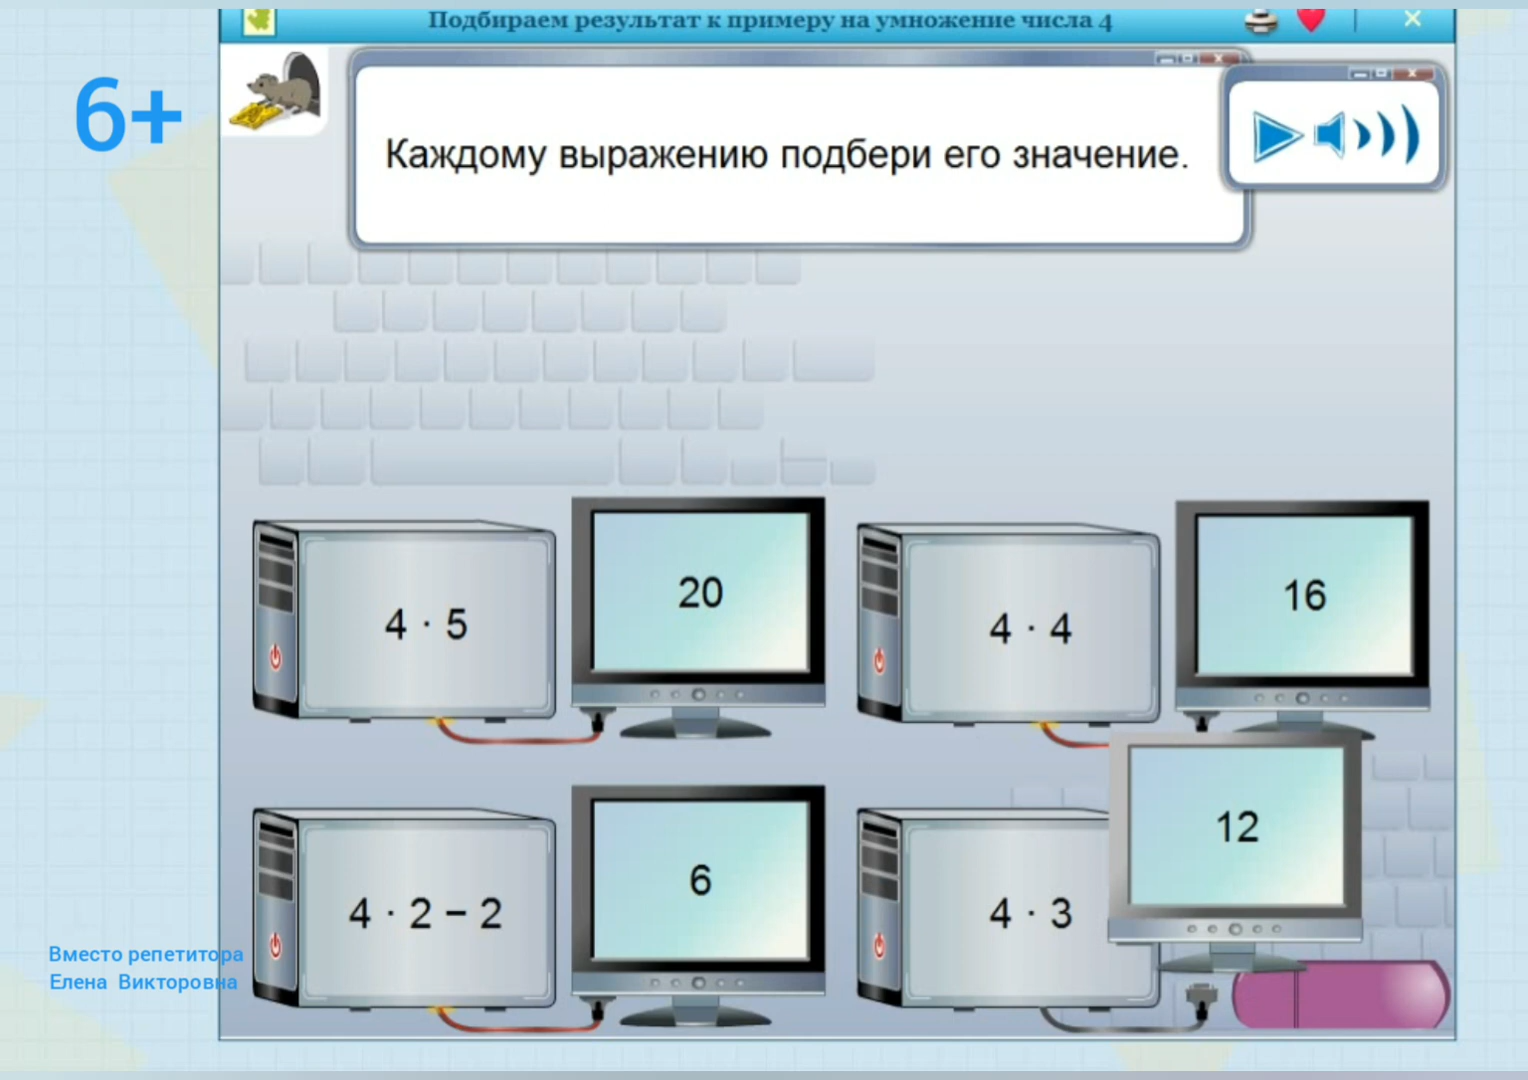 Подбираем результат к примеру на умножение числа 4
6+
Каждому выражению подбери его значение.
4 · 5
20
4 · 4
16
4 · 2 – 2
6
4 · 3
12
Вместо репетитора
Елена Викторовна